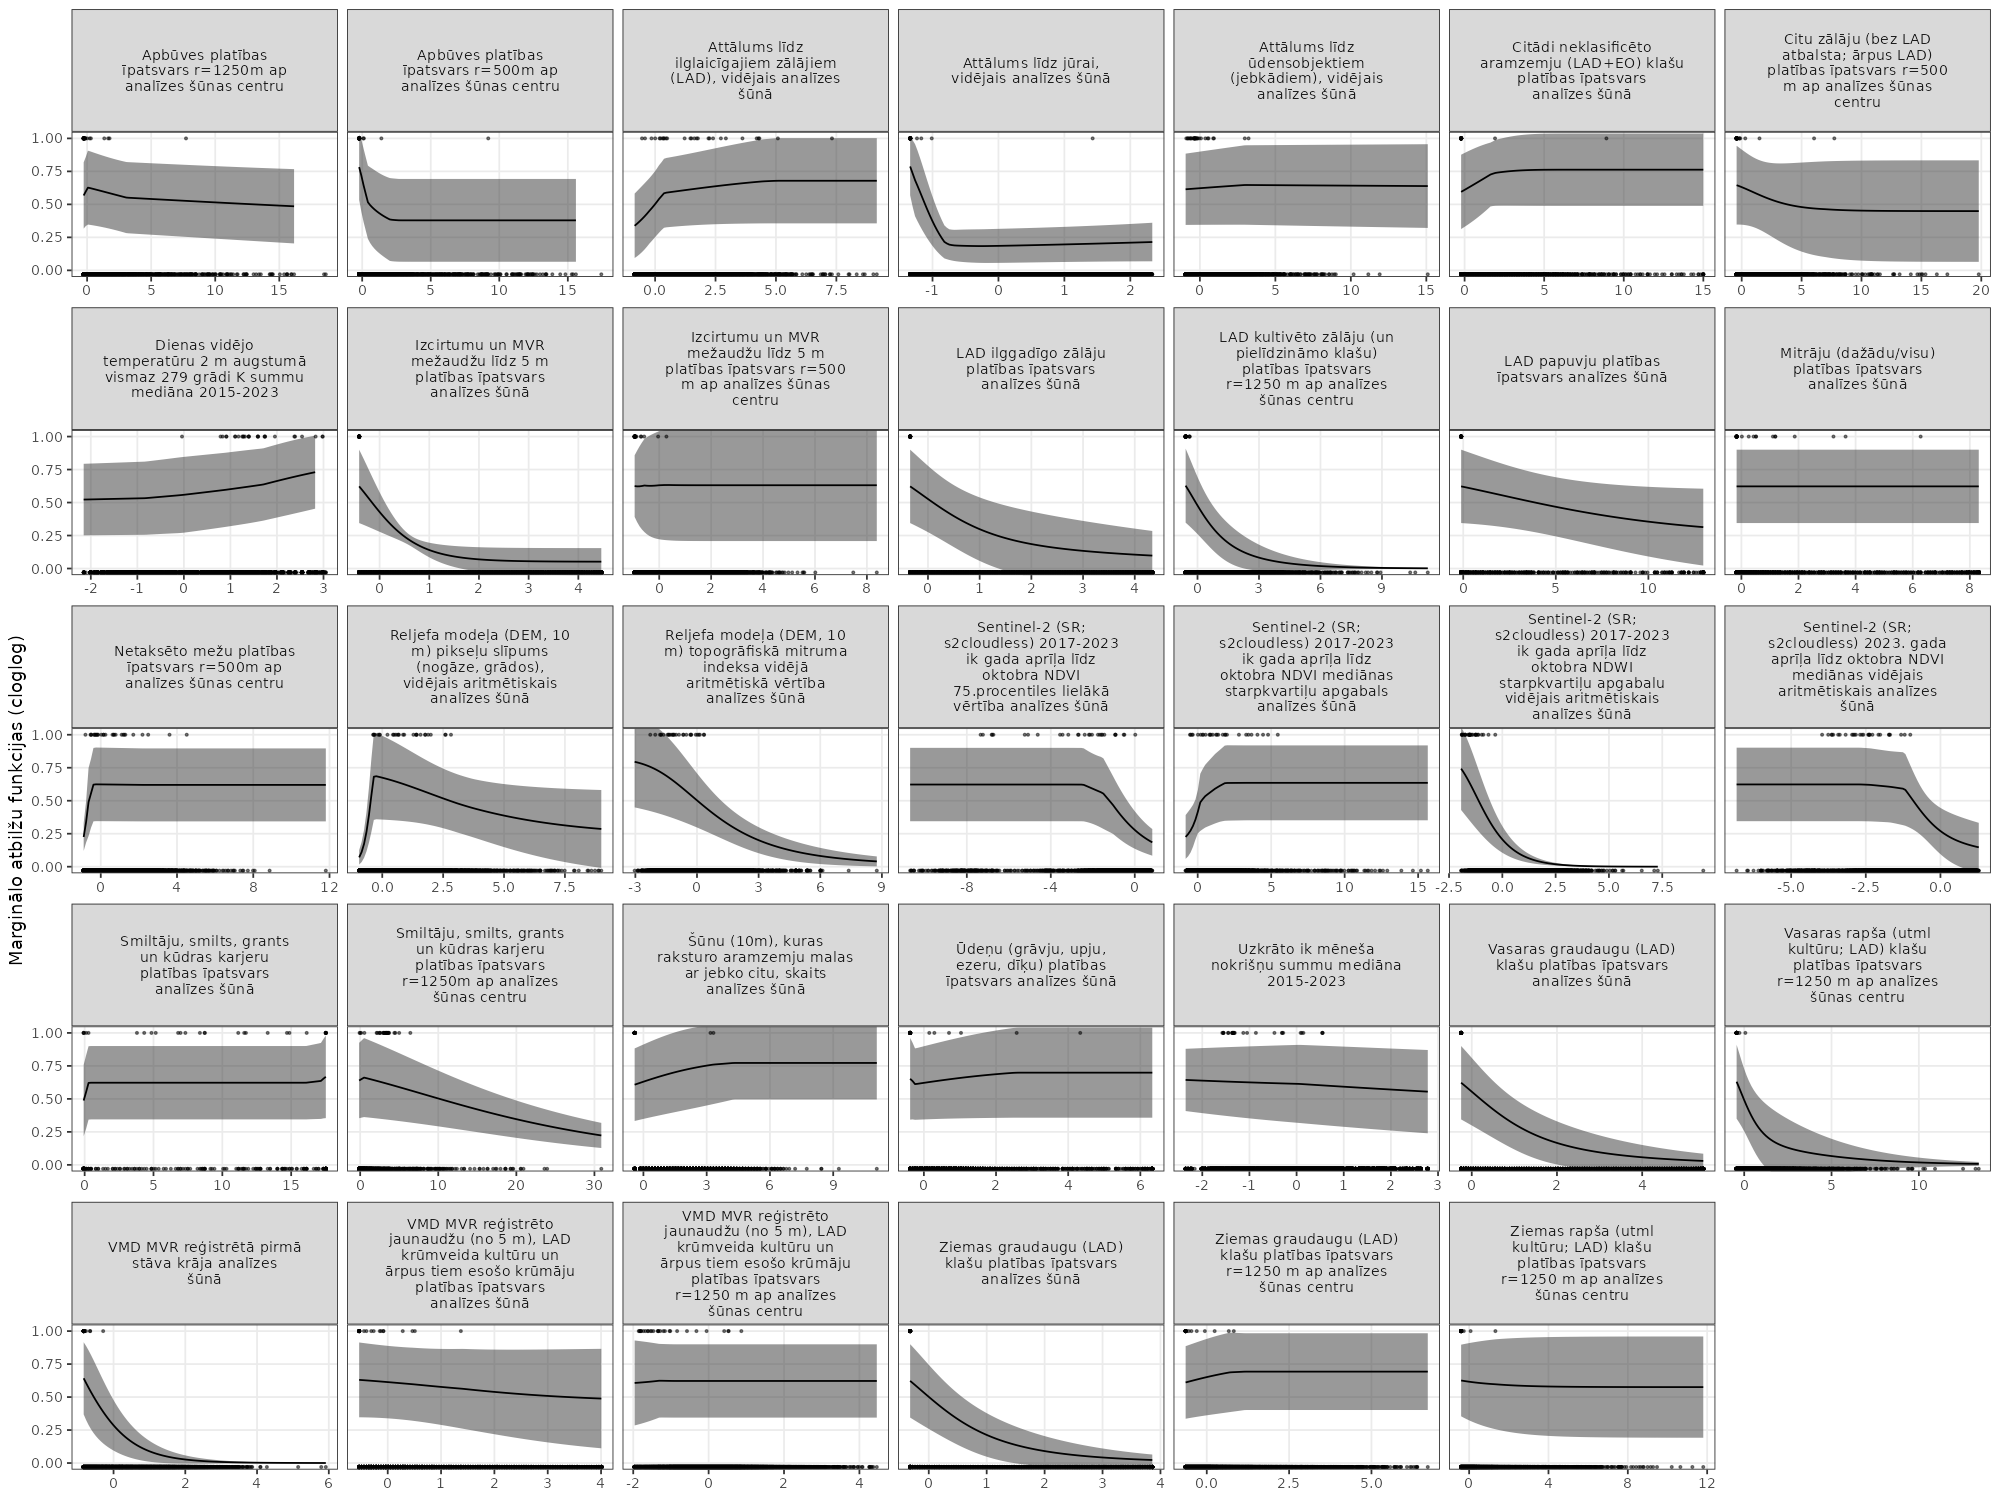 Apbūves platības
īpatsvars r=1250m ap
analīzes šūnas centru
Apbūves platības
īpatsvars r=500m ap
analīzes šūnas centru
Attālums līdz
ilglaicīgajiem zālājiem
(LAD), vidējais analīzes
šūnā
Attālums līdz jūrai,
vidējais analīzes šūnā
Attālums līdz
ūdensobjektiem
(jebkādiem), vidējais
analīzes šūnā
Citādi neklasificēto
aramzemju (LAD+EO) klašu
platības īpatsvars
analīzes šūnā
Citu zālāju (bez LAD
atbalsta; ārpus LAD)
platības īpatsvars r=500
m ap analīzes šūnas
centru
1.00
0.75
0.50
0.25
0.00
0 5 10 15
0 5 10 15
0.0 2.5 5.0 7.5
-1 0 1 2
0 5 10 15
0 5 10 15
0 5 10 15 20
Dienas vidējo
temperatūru 2 m augstumā
vismaz 279 grādi K summu
mediāna 2015-2023
Izcirtumu un MVR
mežaudžu līdz 5 m
platības īpatsvars
analīzes šūnā
Izcirtumu un MVR
mežaudžu līdz 5 m
platības īpatsvars r=500
m ap analīzes šūnas
centru
LAD ilggadīgo zālāju
platības īpatsvars
analīzes šūnā
LAD kultivēto zālāju (un
pielīdzināmo klašu)
platības īpatsvars
r=1250 m ap analīzes
šūnas centru
LAD papuvju platības
īpatsvars analīzes šūnā
Mitrāju (dažādu/visu)
platības īpatsvars
analīzes šūnā
1.00
0.75
0.50
0.25
0.00
-2 -1 0 1 2 3
0 1 2 3 4
0 2 4 6 8
0 1 2 3 4
0 3 6 9
0 5 10
0 2 4 6 8
Marginālo atbilžu funkcijas (cloglog)
Netaksēto mežu platības
īpatsvars r=500m ap
analīzes šūnas centru
Reljefa modeļa (DEM, 10
m) pikseļu slīpums
(nogāze, grādos),
vidējais aritmētiskais
analīzes šūnā
Reljefa modeļa (DEM, 10
m) topogrāfiskā mitruma
indeksa vidējā
aritmētiskā vērtība
analīzes šūnā
Sentinel-2 (SR;
s2cloudless) 2017-2023
ik gada aprīļa līdz
oktobra NDVI
75.procentiles lielākā
vērtība analīzes šūnā
Sentinel-2 (SR;
s2cloudless) 2017-2023
ik gada aprīļa līdz
oktobra NDVI mediānas
starpkvartiļu apgabals
analīzes šūnā
Sentinel-2 (SR;
s2cloudless) 2017-2023
ik gada aprīļa līdz
oktobra NDWI
starpkvartiļu apgabalu
vidējais aritmētiskais
analīzes šūnā
Sentinel-2 (SR;
s2cloudless) 2023. gada
aprīļa līdz oktobra NDVI
mediānas vidējais
aritmētiskais analīzes
šūnā
1.00
0.75
0.50
0.25
0.00
0 4 8 12
0.0 2.5 5.0 7.5
-3 0 3 6 9
-8 -4 0
0 5 10 15
-2.5 0.0 2.5 5.0 7.5
-5.0 -2.5 0.0
Smiltāju, smilts, grants
un kūdras karjeru
platības īpatsvars
analīzes šūnā
Smiltāju, smilts, grants
un kūdras karjeru
platības īpatsvars
r=1250m ap analīzes
šūnas centru
Šūnu (10m), kuras
raksturo aramzemju malas
ar jebko citu, skaits
analīzes šūnā
Ūdeņu (grāvju, upju,
ezeru, dīķu) platības
īpatsvars analīzes šūnā
Uzkrāto ik mēneša
nokrišņu summu mediāna
2015-2023
Vasaras graudaugu (LAD)
klašu platības īpatsvars
analīzes šūnā
Vasaras rapša (utml
kultūru; LAD) klašu
platības īpatsvars
r=1250 m ap analīzes
šūnas centru
1.00
0.75
0.50
0.25
0.00
0 5 10 15
0 10 20 30
0 3 6 9
0 2 4 6
-2 -1 0 1 2 3
0 2 4
0 5 10
VMD MVR reģistrētā pirmā
stāva krāja analīzes
šūnā
VMD MVR reģistrēto
jaunaudžu (no 5 m), LAD
krūmveida kultūru un
ārpus tiem esošo krūmāju
platības īpatsvars
analīzes šūnā
VMD MVR reģistrēto
jaunaudžu (no 5 m), LAD
krūmveida kultūru un
ārpus tiem esošo krūmāju
platības īpatsvars
r=1250 m ap analīzes
šūnas centru
Ziemas graudaugu (LAD)
klašu platības īpatsvars
analīzes šūnā
Ziemas graudaugu (LAD)
klašu platības īpatsvars
r=1250 m ap analīzes
šūnas centru
Ziemas rapša (utml
kultūru; LAD) klašu
platības īpatsvars
r=1250 m ap analīzes
šūnas centru
1.00
0.75
0.50
0.25
0.00
0 2 4 6
0 1 2 3 4
-2 0 2 4
0 1 2 3 4
0.0 2.5 5.0
0 4 8 12